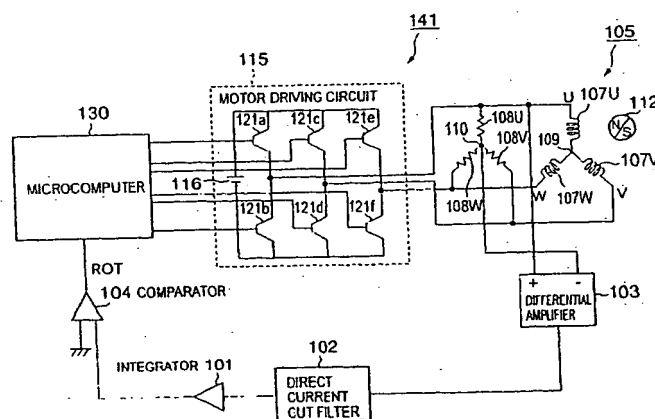 141
105
115
MOTOR DRIVING CIRCUIT
130
121a
121c
121e
MICROCOMPUTER
116
121b
121d
121f
108U
110
108V
108W
U
107U
N
S
112
109
107V
W
107W
V
ROT
104 COMPARATOR
+ -
DIFFERENTIAL
AMPLIFIER
103
INTEGRATOR 101
102
DIRECT
CURRENT
CUT FILTER